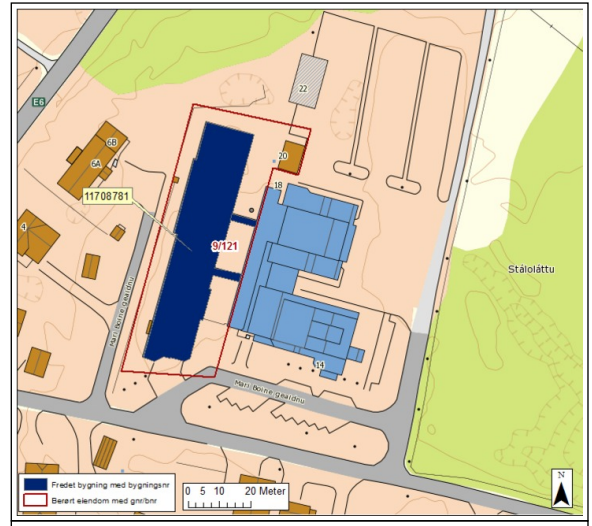 E6
22
6B
6A
20
11708781
18
4
9/121
Stáloláttu
Mari Boine geaidnu
14
Mari Boine geaidnu
Fredet bygning med bygningsnr
Berørt eiendom med gnr/bnr
0 5 10 20 Meter
N